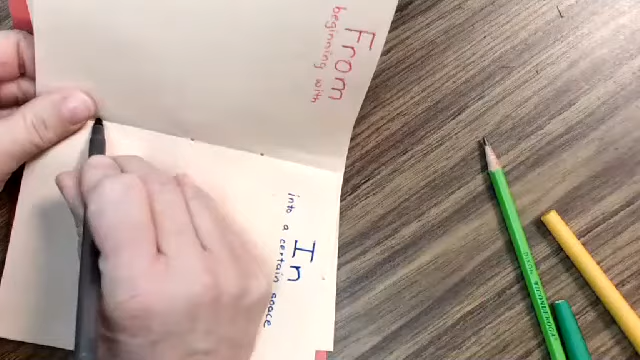 From
beginning with
In
into a certain space